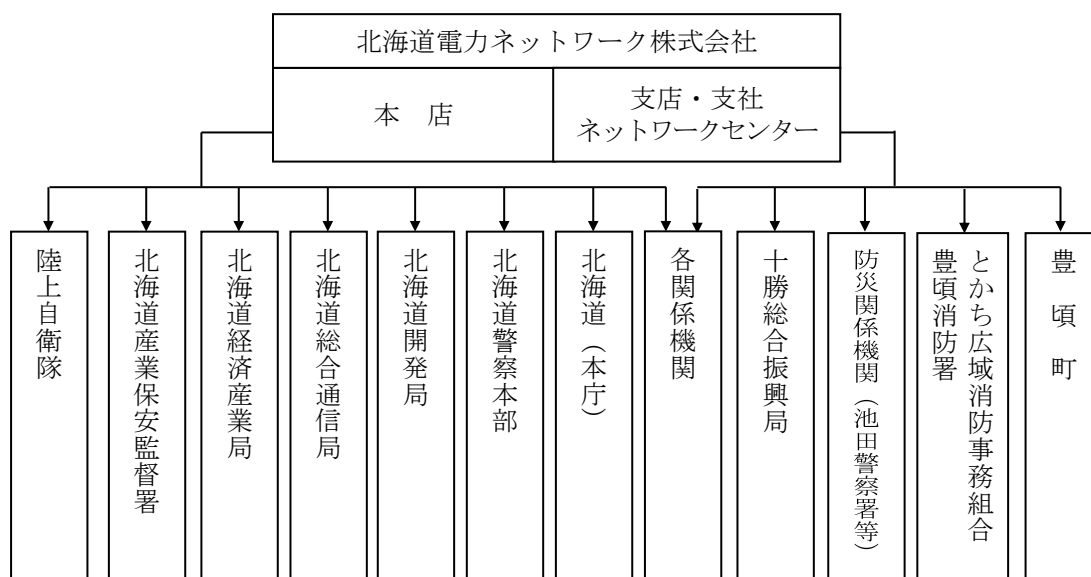 北海道電力ネットワーク株式会社
本 店
支店・支社
ネットワークセンター
陸上自衛隊
北海道産業保安監督署
北海道経済産業局
北海道総合通信局
北海道開発局
北海道警察本部
北海道（本庁）
各関係機関
十勝総合振興局
防災関係機関（池田警察署等）
とかち広域消防事務組合
豊頃消防署
豊 頃 町